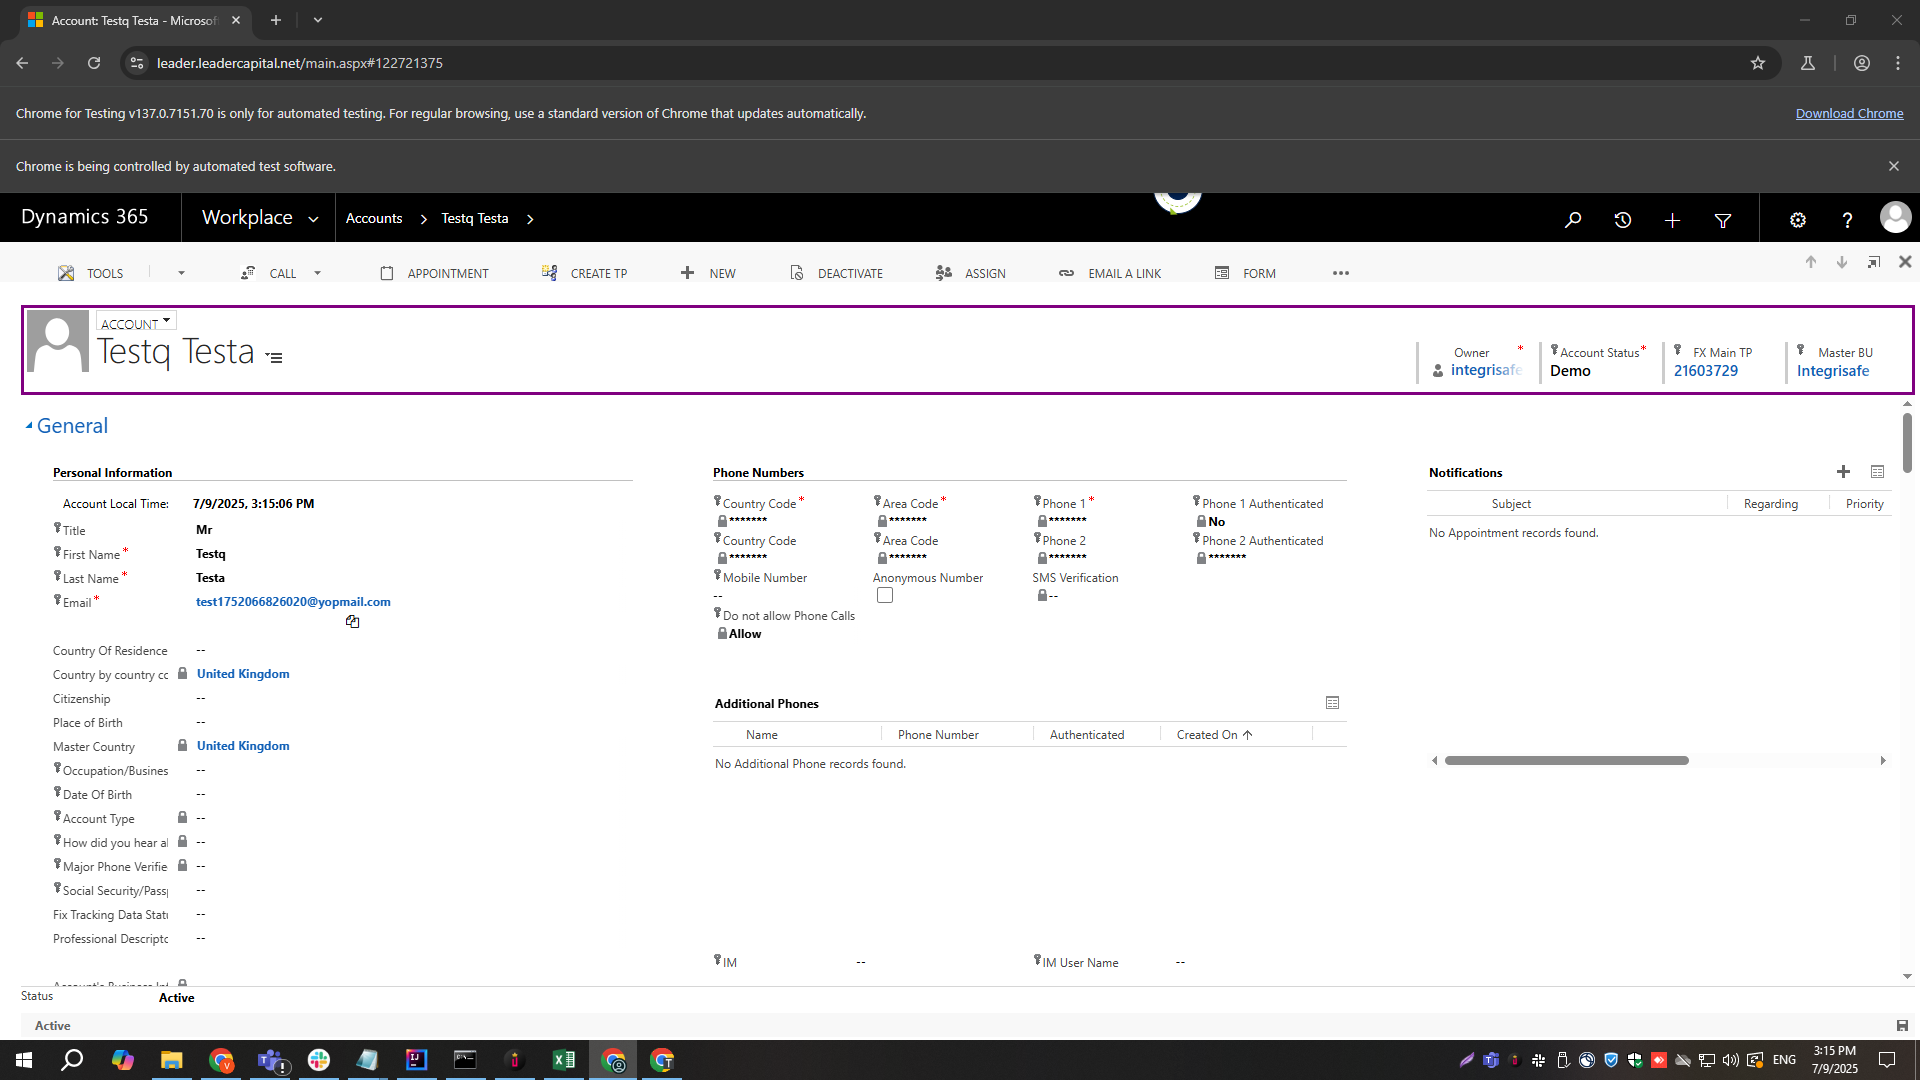 Account: Testq Testa - Microsof
leader.leadercapital.net/main.aspx#122721375
Chrome for Testing v137.0.7151.70 is only for automated testing. For regular browsing, use a standard version of Chrome that updates automatically.
Download Chrome
Chrome is being controlled by automated test software.
Dynamics 365
Workplace
Accounts
Testq Testa
TOOLS
CALL
APPOINTMENT
CREATE TP
NEW
DEACTIVATE
ASSIGN
EMAIL A LINK
FORM
ACCOUNT
Testq Testa
Owner *
integrisafe
Account Status *
Demo
FX Main TP
21603729
Master BU
Integrisafe
General
Personal Information
Account Local Time: 7/9/2025, 3:15:06 PM
Title Mr
First Name * Testq
Last Name * Testa
Email * test1752066826020@yopmail.com
Country Of Residence --
Country by country cc United Kingdom
Citizenship --
Place of Birth --
Master Country United Kingdom
Occupation/Busines --
Date Of Birth --
Account Type --
How did you hear a --
Major Phone Verifie --
Social Security/Pass --
Fix Tracking Data Stat --
Professional Descripto --
Phone Numbers
Country Code * Area Code * Phone 1 * Phone 1 Authenticated
******* ******* ******* No
Country Code Area Code Phone 2 Phone 2 Authenticated
******* ******* ******* *******
Mobile Number Anonymous Number SMS Verification
-- --
Do not allow Phone Calls
Allow
Additional Phones
Name Phone Number Authenticated Created On
No Additional Phone records found.
IM -- IM User Name --
Notifications
Subject Regarding Priority
No Appointment records found.
Status Active
Active
ENG
3:15 PM
7/9/2025